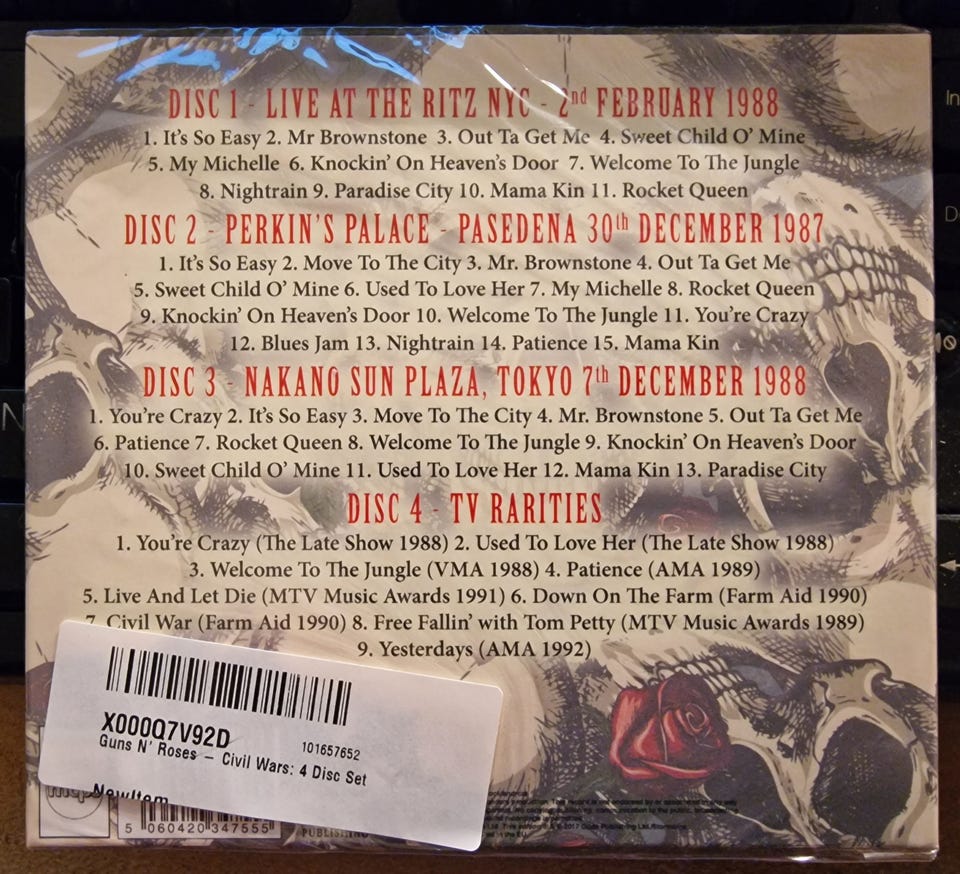 DISC 1 - LIVE AT THE RITZ NYC - 2nd FEBRUARY 1988
1. It's So Easy 2. Mr Brownstone 3. Out Ta Get Me 4. Sweet Child O' Mine
5. My Michelle 6. Knockin' On Heaven's Door 7. Welcome To The Jungle
8. Nightrain 9. Paradise City 10. Mama Kin 11. Rocket Queen
DISC 2 - PERKIN'S PALACE - PASEDENA 30th DECEMBER 1987
1. It's So Easy 2. Move To The City 3. Mr. Brownstone 4. Out Ta Get Me
5. Sweet Child O' Mine 6. Used To Love Her 7. My Michelle 8. Rocket Queen
9. Knockin' On Heaven's Door 10. Welcome To The Jungle 11. You're Crazy
12. Blues Jam 13. Nightrain 14. Patience 15. Mama Kin
DISC 3 - NAKANO SUN PLAZA, TOKYO 7th DECEMBER 1988
1. You're Crazy 2. It's So Easy 3. Move To The City 4. Mr. Brownstone 5. Out Ta Get Me
6. Patience 7. Rocket Queen 8. Welcome To The Jungle 9. Knockin' On Heaven's Door
10. Sweet Child O' Mine 11. Used To Love Her 12. Mama Kin 13. Paradise City
DISC 4 - TV RARITIES
1. You're Crazy (The Late Show 1988) 2. Used To Love Her (The Late Show 1988)
3. Welcome To The Jungle (VMA 1988) 4. Patience (AMA 1989)
5. Live And Let Die (MTV Music Awards 1991) 6. Down On The Farm (Farm Aid 1990)
7. Civil War (Farm Aid 1990) 8. Free Fallin' with Tom Petty (MTV Music Awards 1989)
9. Yesterdays (AMA 1992)
X000Q7V92D
101657652
Guns N' Roses – Civil Wars: 4 Disc Set
NewItem
mcps
5 060420 347555
PUBLISHING